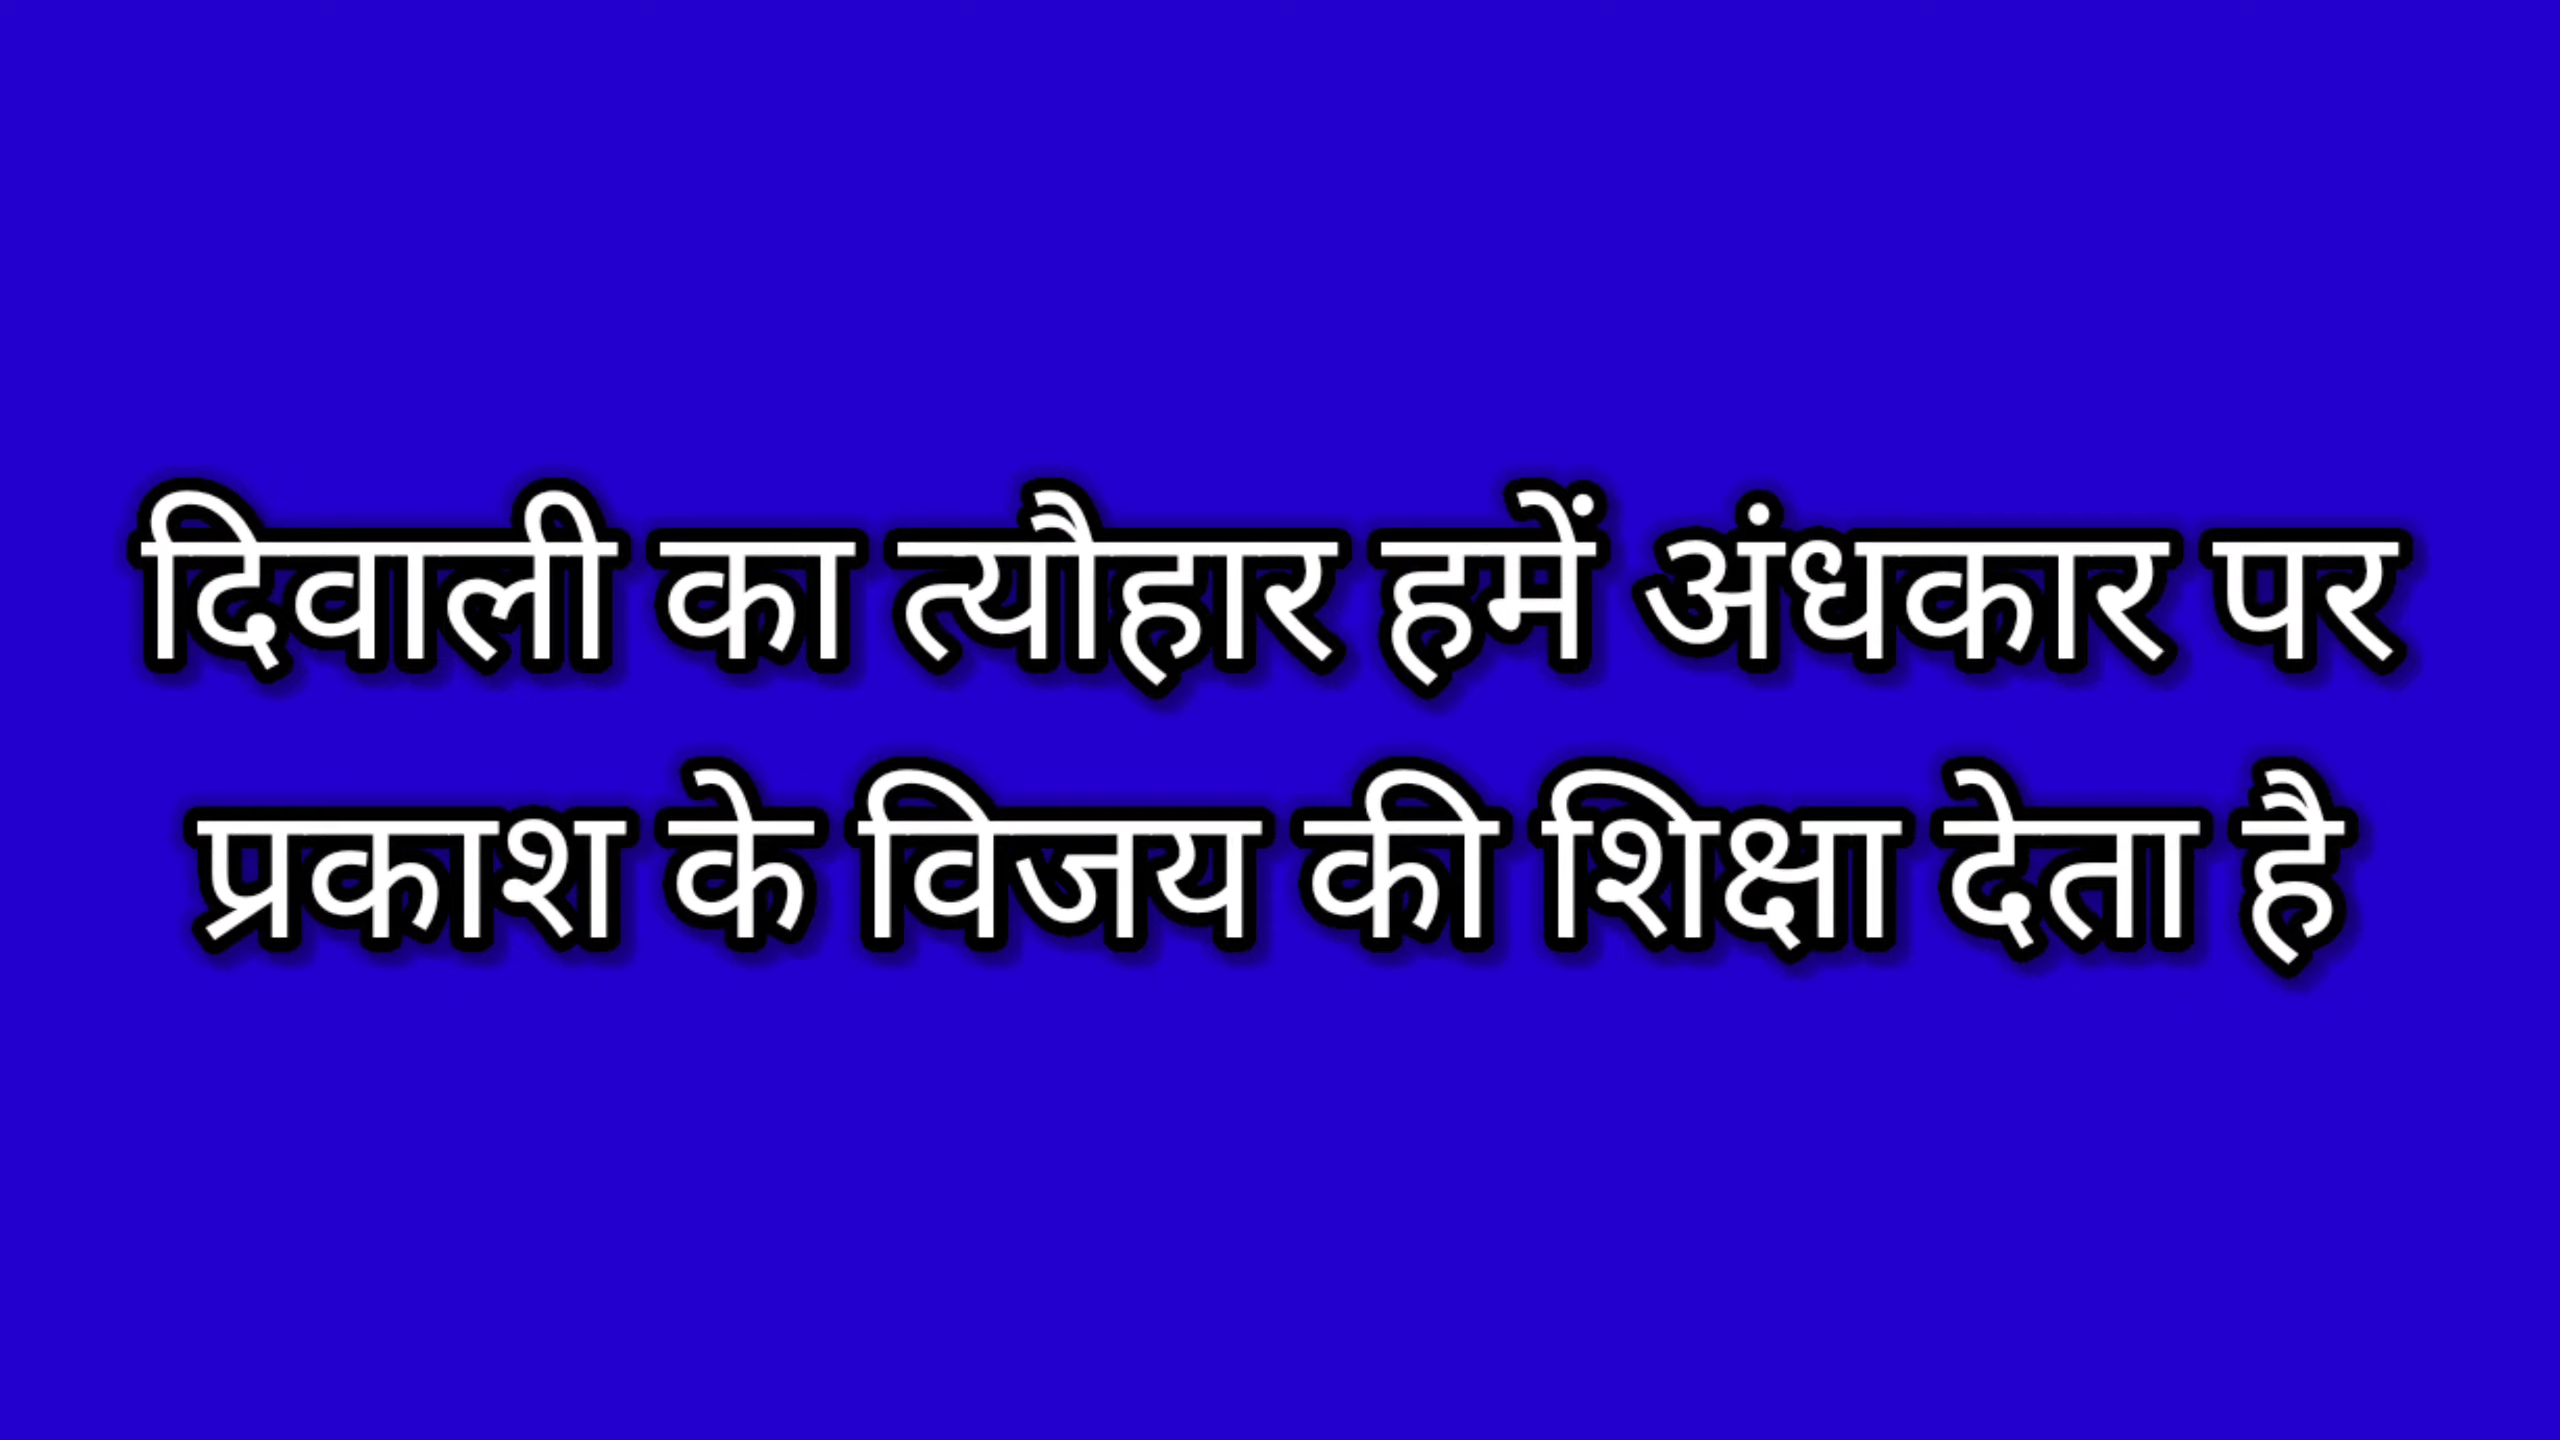 दिवाली का त्यौहार हमें अंधकार पर
प्रकाश के विजय की शिक्षा देता है